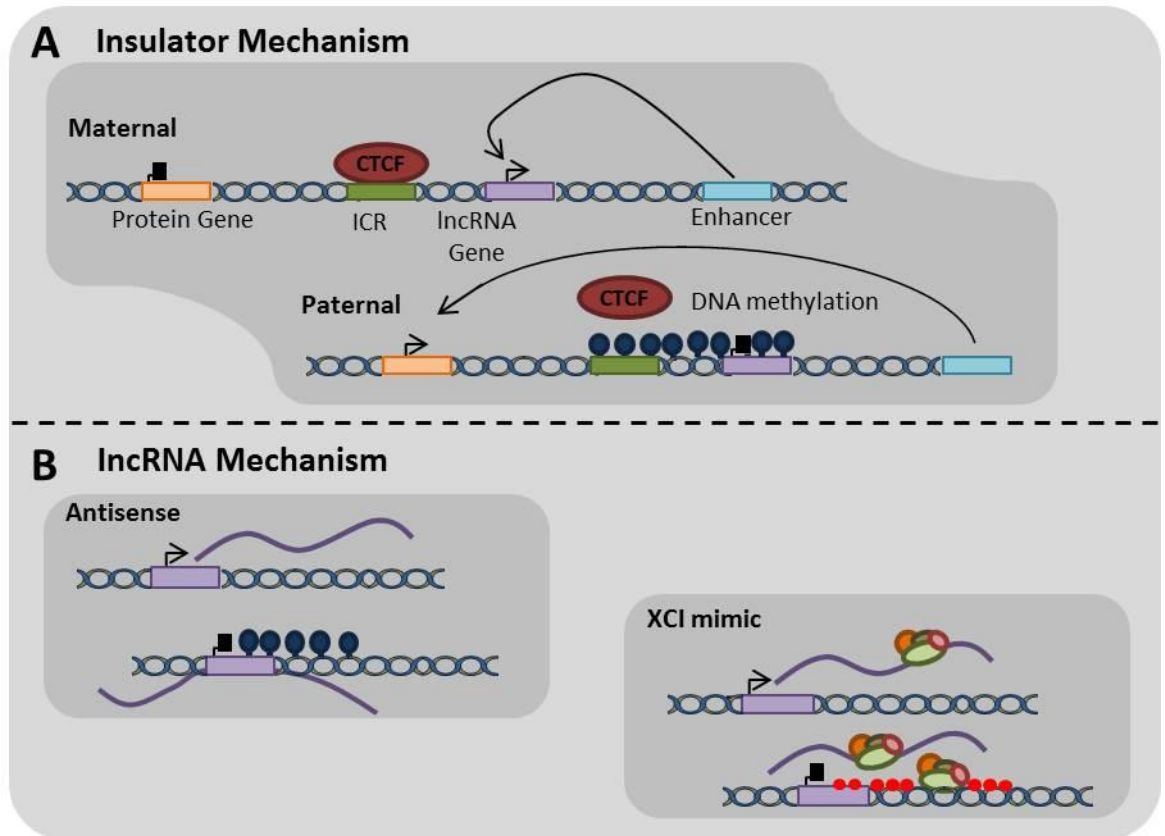 A Insulator Mechanism
Maternal
CTCF
Protein Gene
ICR
lncRNA
Gene
Enhancer
Paternal
CTCF
DNA methylation
B lncRNA Mechanism
Antisense
XCI mimic